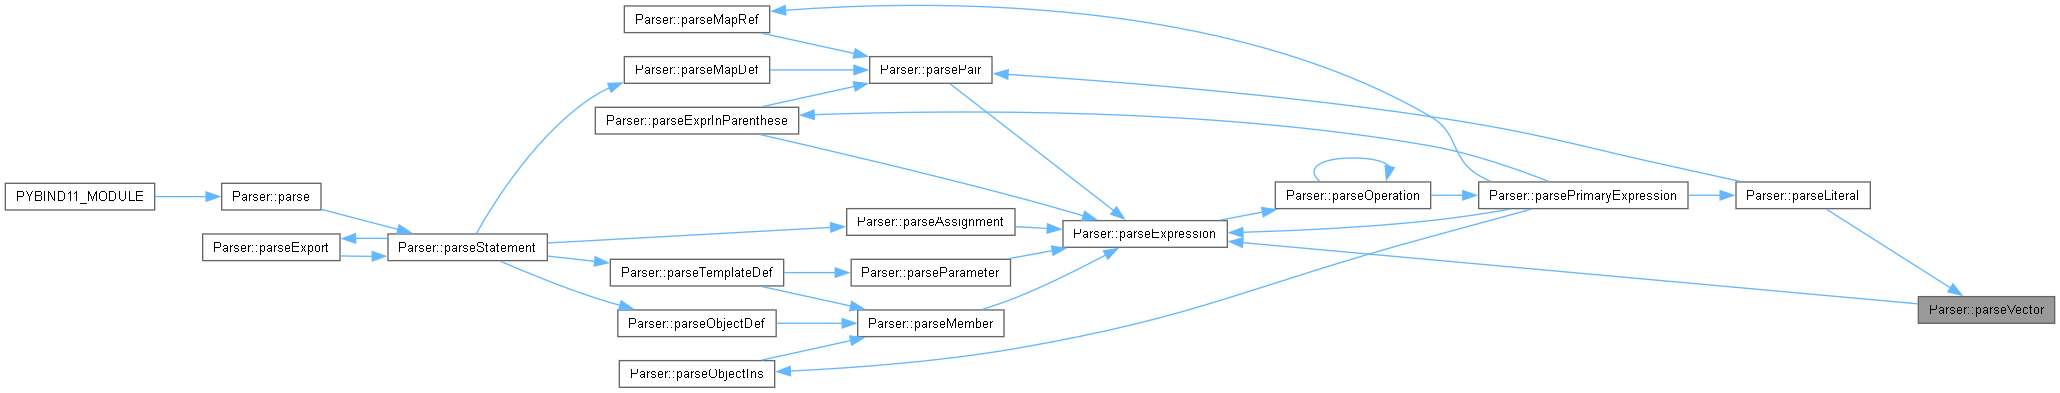 PYBIND11_MODULE
Parser::parse
Parser::parseExport
Parser::parseStatement
Parser::parseMapRef
Parser::parseMapDef
Parser::parseExprInParenthese
Parser::parseTemplateDef
Parser::parseObjectDef
Parser::parseObjectIns
Parser::parsePair
Parser::parseAssignment
Parser::parseParameter
Parser::parseMember
Parser::parseExpression
Parser::parseOperation
Parser::parsePrimaryExpression
Parser::parseLiteral
Parser::parseVector